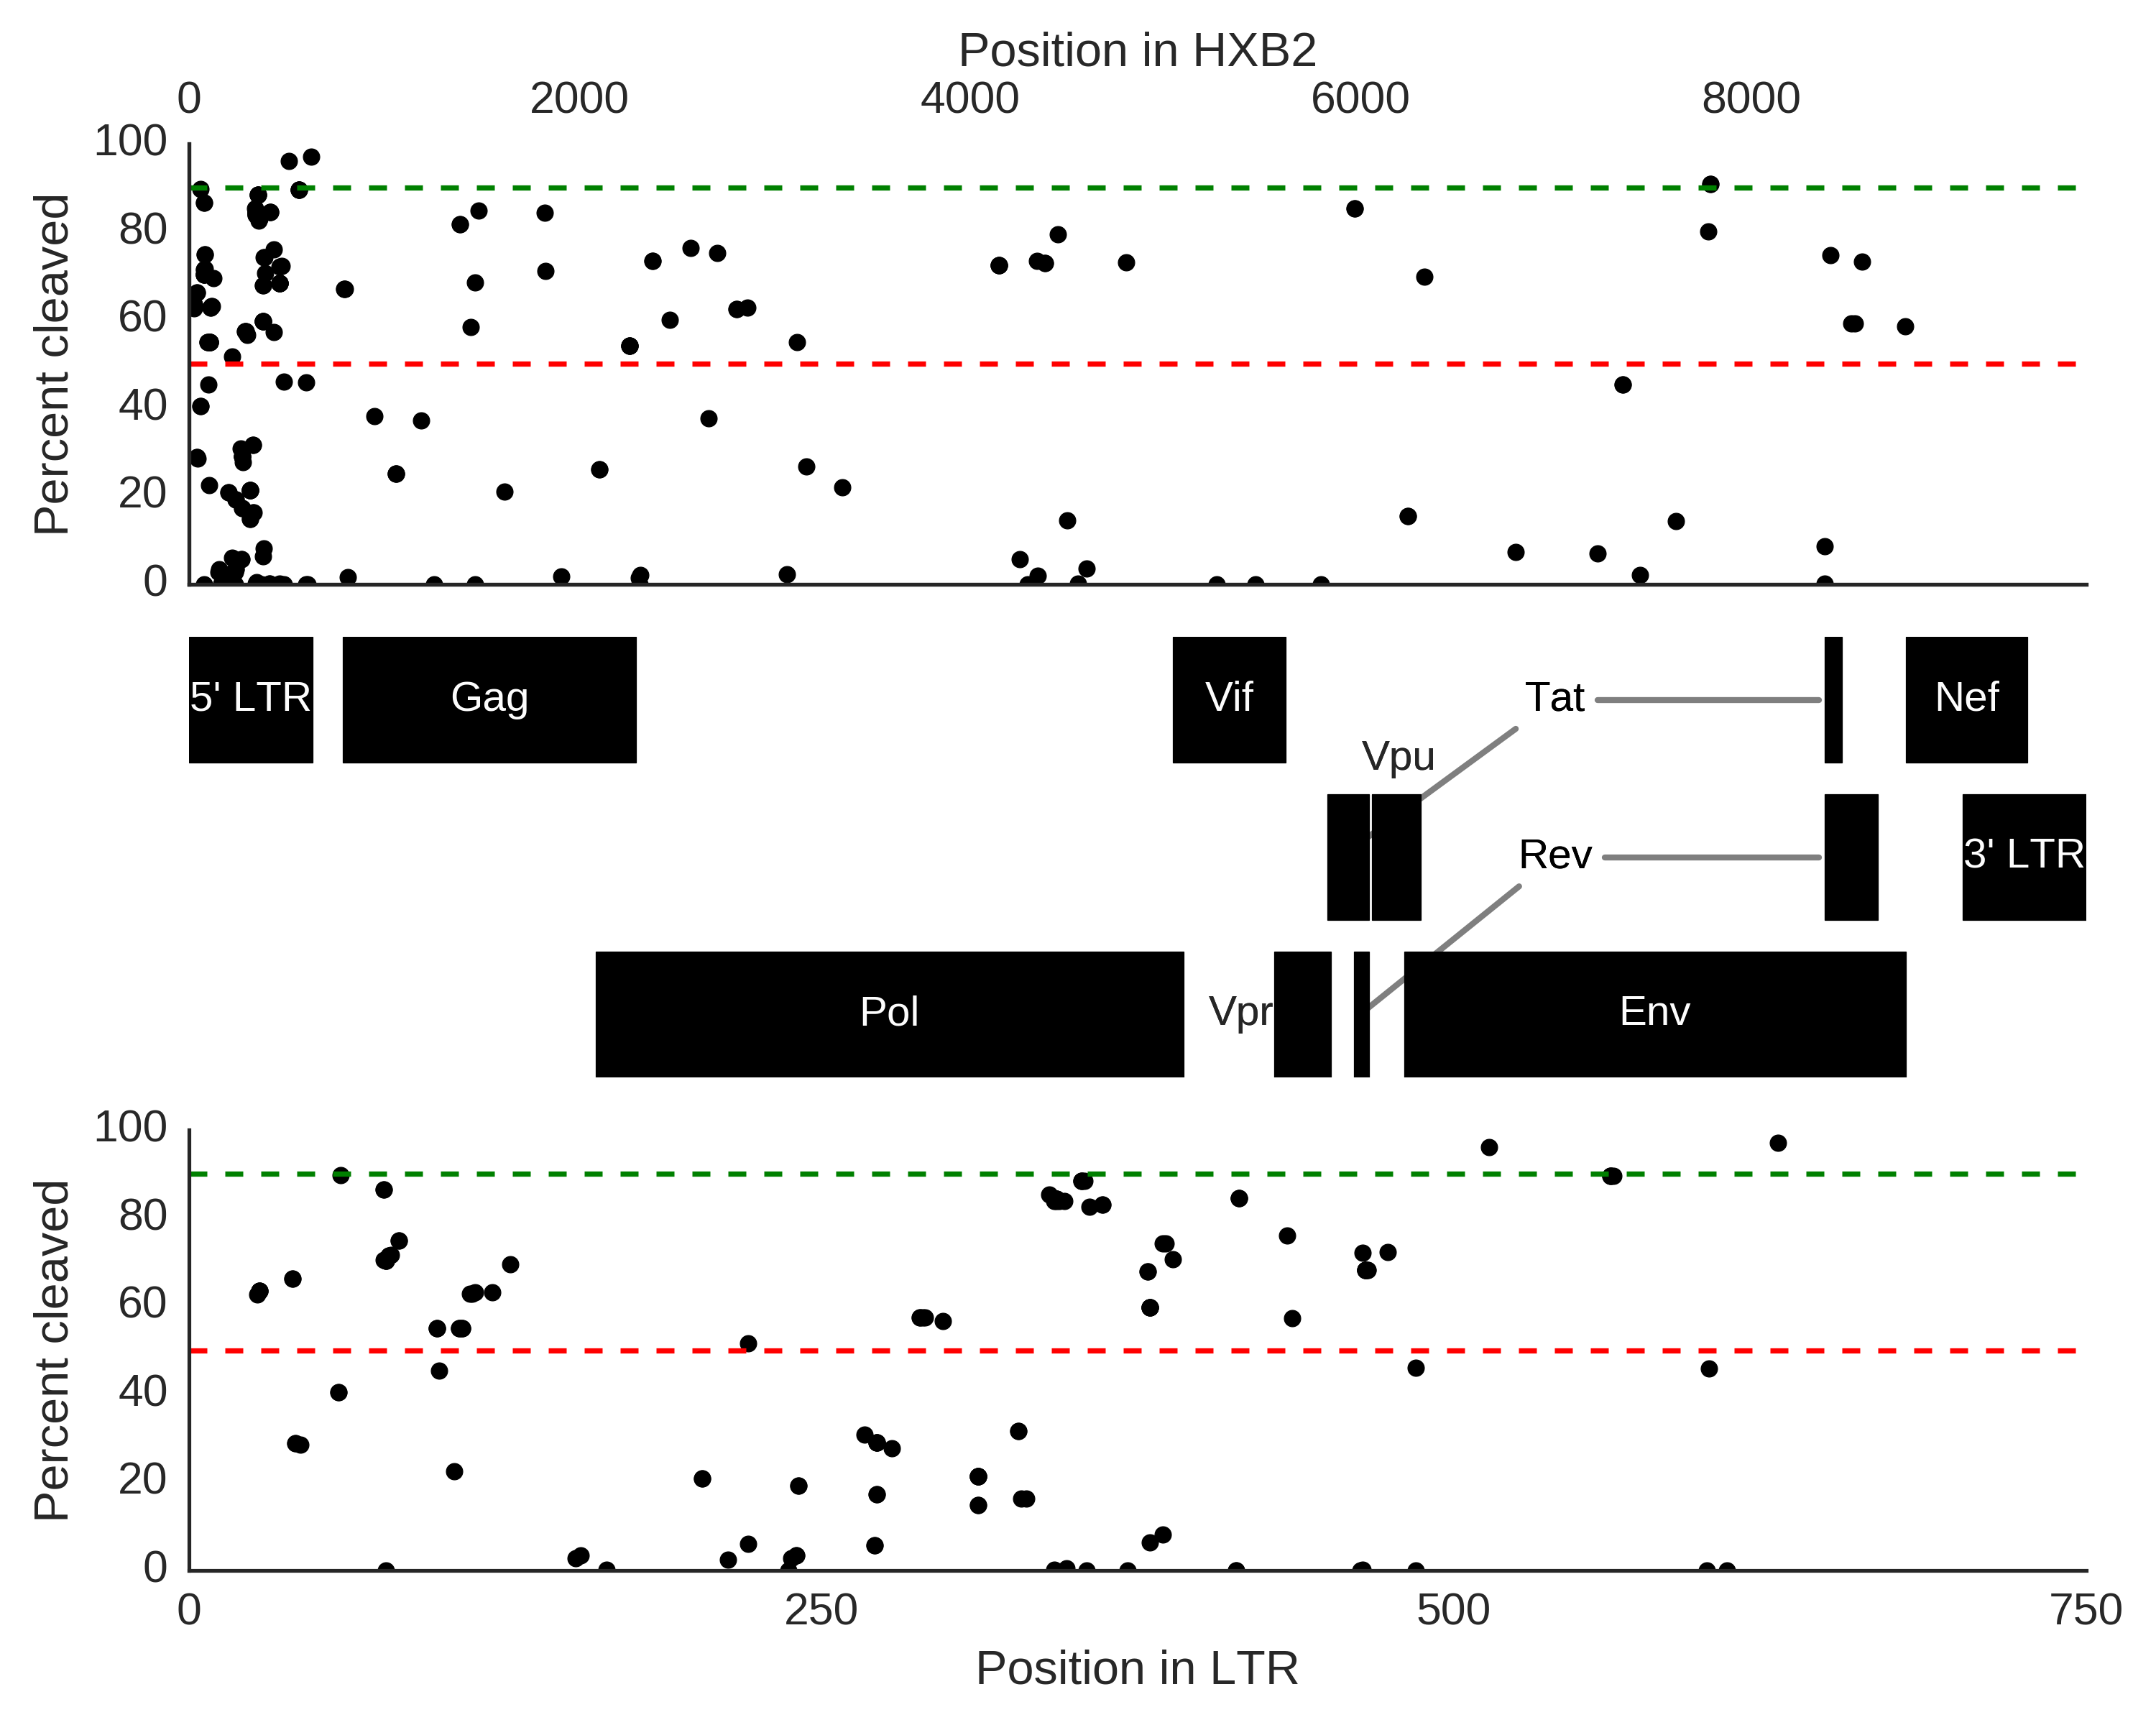 Position in HXB2
0 2000 4000 6000 8000
100
80
60
40
20
0
Percent cleaved
5' LTR Gag Vif Tat Nef
Vpu
Rev 3' LTR
Pol Vpr Env
100
80
60
40
20
0
Percent cleaved
0 250 500 750
Position in LTR